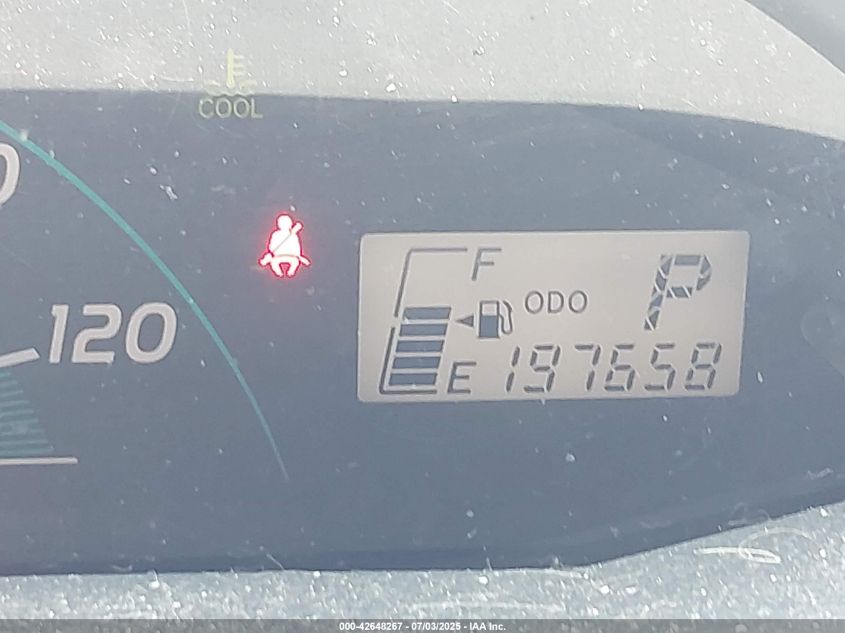 COOL
120
F
P
ODO
E 197658
000-42648267 - 07/03/2025 - IAA Inc.